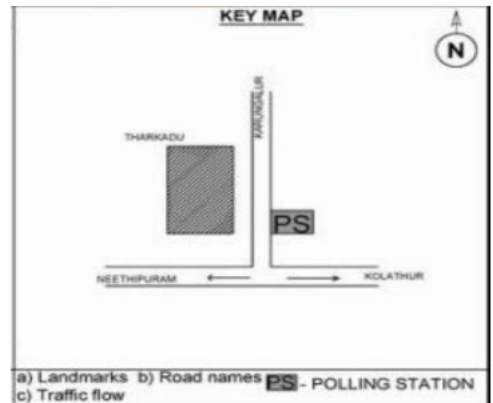 KEY MAP
N
KARUNGALUR
THARKADU
PS
NEETHIPURAM
KOLATHUR
a) Landmarks b) Road names PS - POLLING STATION
c) Traffic flow